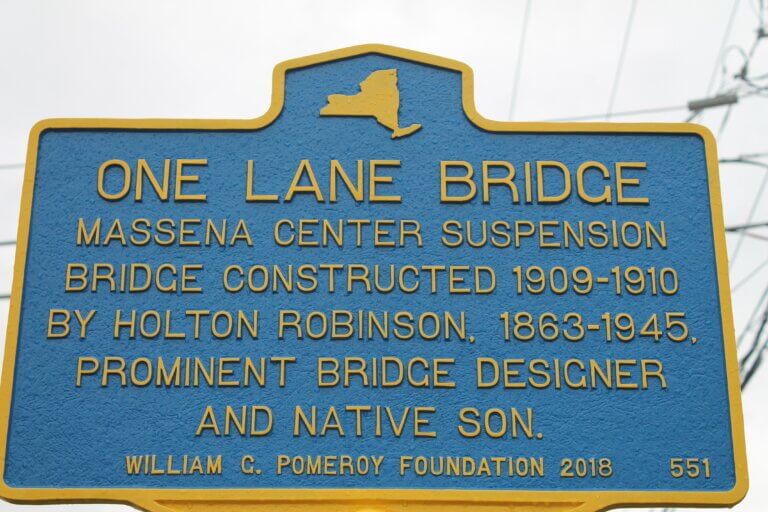 ONE LANE BRIDGE
MASSENA CENTER SUSPENSION
BRIDGE CONSTRUCTED 1909-1910
BY HOLTON ROBINSON, 1863-1945,
PROMINENT BRIDGE DESIGNER
AND NATIVE SON.
WILLIAM G. POMEROY FOUNDATION 2018 551